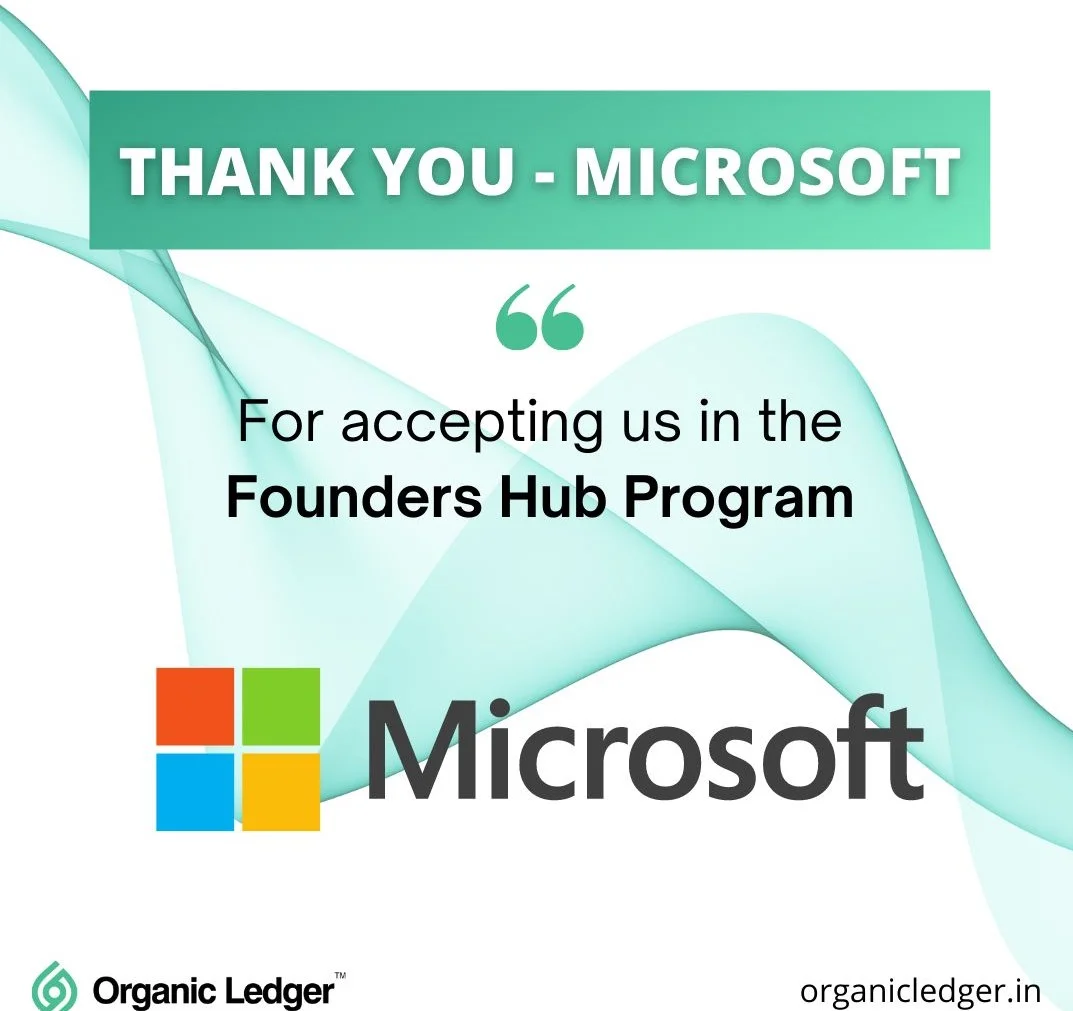 THANK YOU - MICROSOFT
“
For accepting us in the
Founders Hub Program
Microsoft
Organic Ledger™
organicledger.in